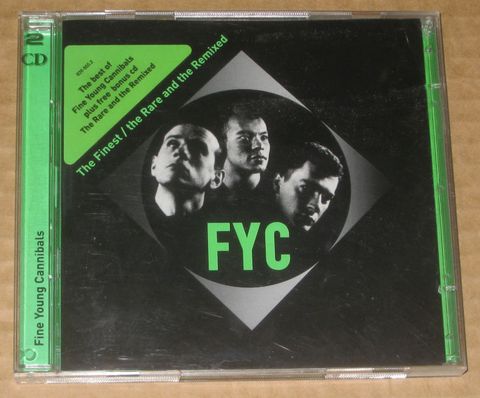 2
CD
Fine Young Cannibals
The best of
Fine Young Cannibals
plus free bonus cd
The Rare and the Remixed
The Finest / the Rare and the Remixed
FYC